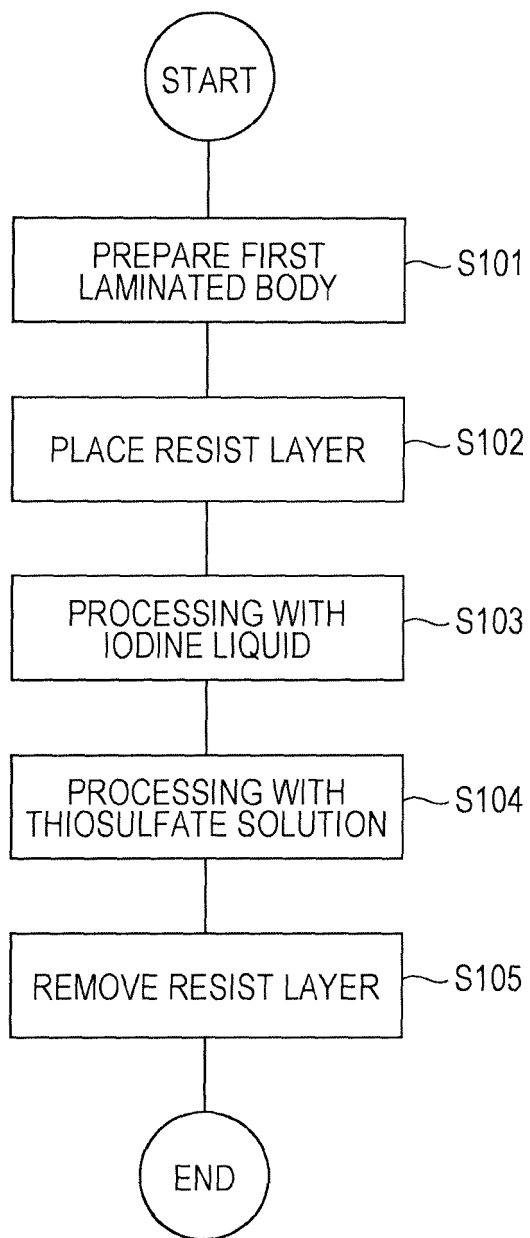 START
PREPARE FIRST
LAMINATED BODY
S101
PLACE RESIST LAYER
S102
PROCESSING WITH
IODINE LIQUID
S103
PROCESSING WITH
THIOSULFATE SOLUTION
S104
REMOVE RESIST LAYER
S105
END